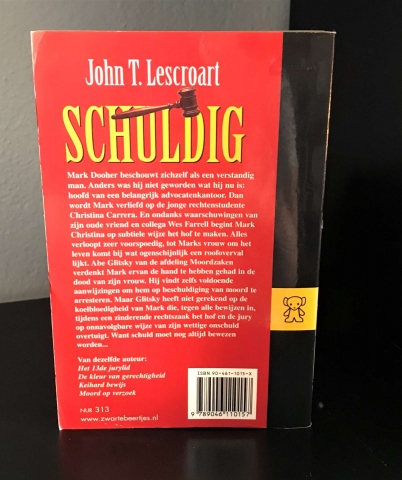 John T. Lescroart
SCHULDIG
Mark Dooher beschouwt zichzelf als een verstandig
man. Anders was hij niet geworden wat hij nu is:
hoofd van een belangrijk advocatenkantoor. Dan
wordt Mark verliefd op de jonge rechtenstudente
Christina Carrera. En ondanks waarschuwingen van
zijn oude vriend en collega Wes Farrell begint Mark
Christina op subtiele wijze het hof te maken. Alles
verloopt zeer voorspoedig, tot Marks vrouw om het
leven komt bij wat ogenschijnlijk een roofoverval
lijkt. Abe Glitsky van de afdeling Moordzaken
verdenkt Mark ervan de hand te hebben gehad in de
dood van zijn vrouw. Hij vindt zelfs voldoende
aanwijzingen om hem op beschuldiging van moord te
arresteren. Maar Glitsky heeft niet gerekend op de
koelbloedigheid van Mark die, tegen alle bewijzen in,
tijdens een zinderende rechtszaak het hof en de jury
op onnavolgbare wijze van zijn wettige onschuld
overtuigt. Want schuld moet nog altijd bewezen
worden...
Van dezelfde auteur:
Het 13de jurylid
De kleur van gerechtigheid
Keihard bewijs
Moord op verzoek
NUR 313
www.zwartebeertjes.nl
ISBN 90-461-1015-X
9 789046 110157